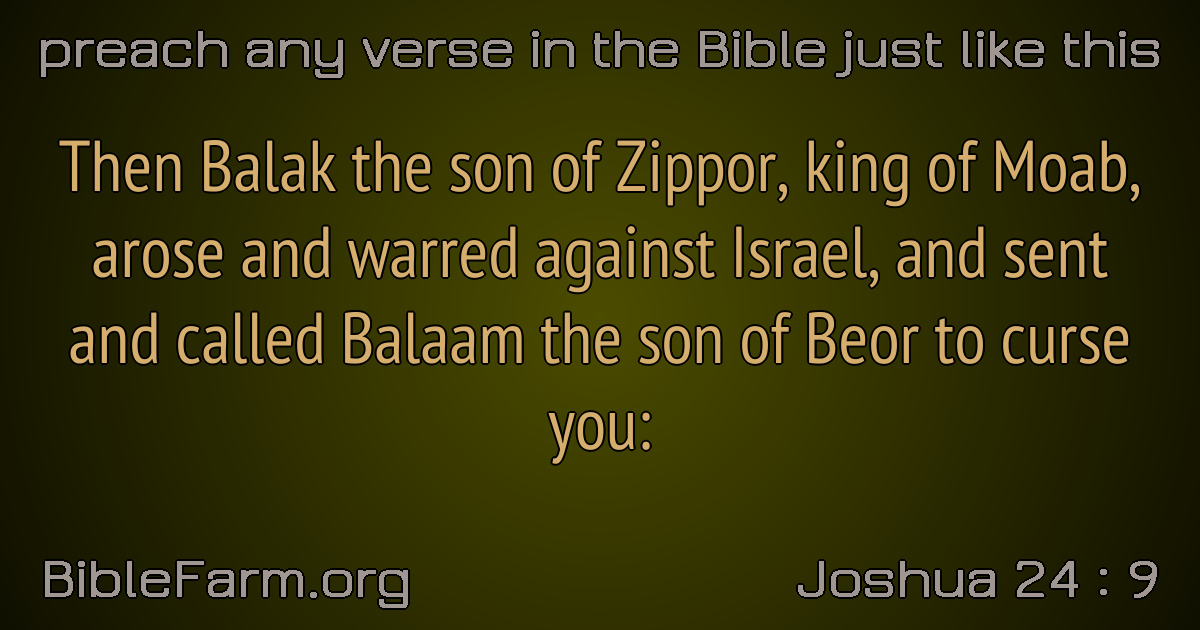 preach any verse in the Bible just like this
Then Balak the son of Zippor, king of Moab,
arose and warred against Israel, and sent
and called Balaam the son of Beor to curse
you:
BibleFarm.org
Joshua 24 : 9